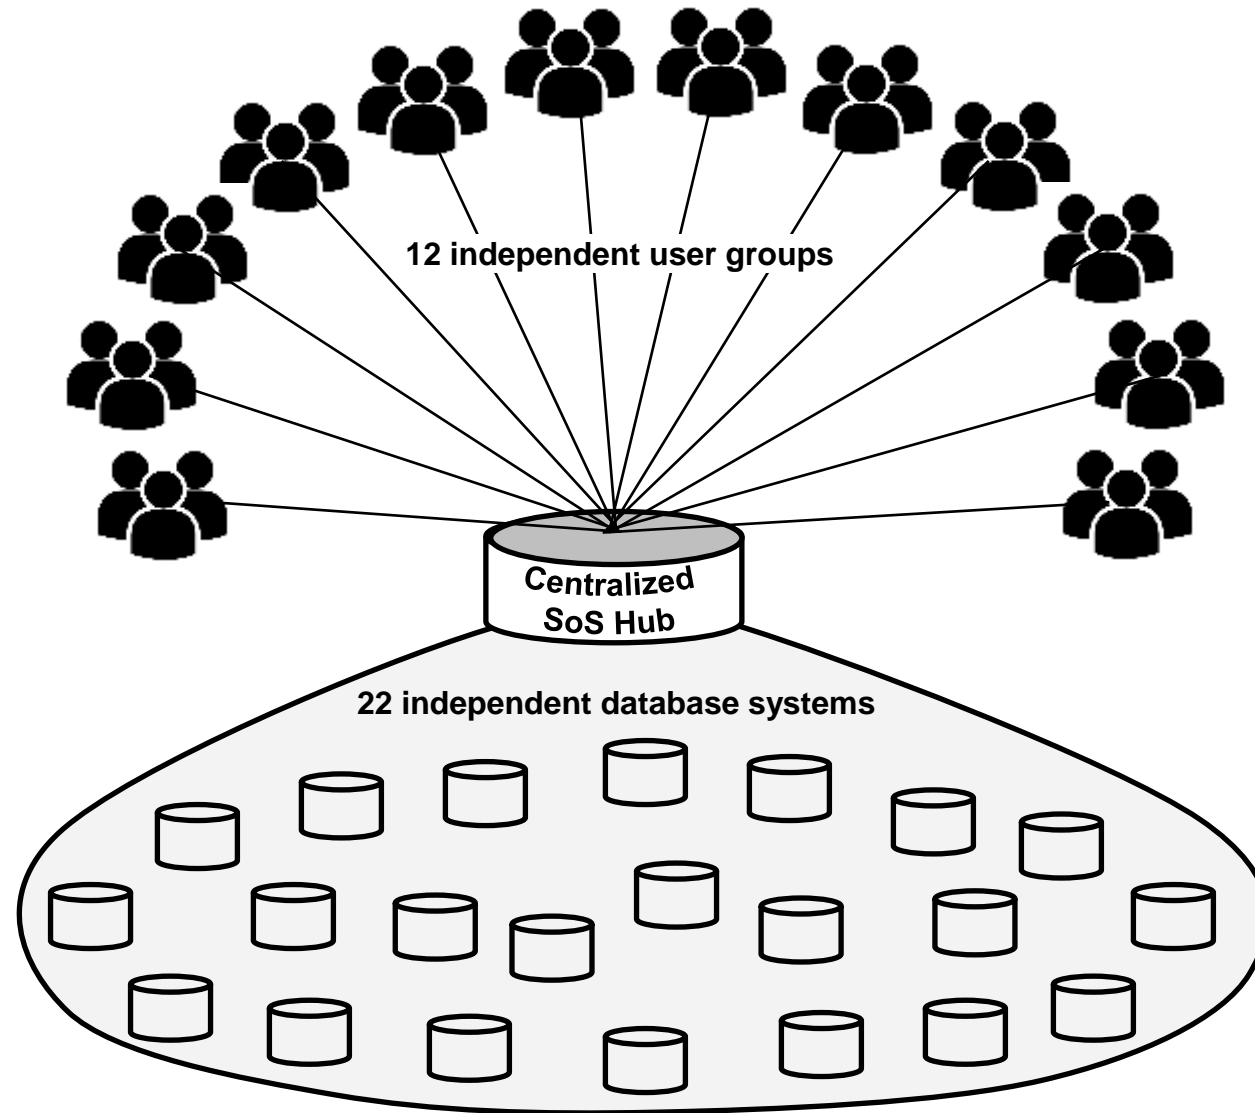 12 independent user groups
Centralized
SoS Hub
22 independent database systems